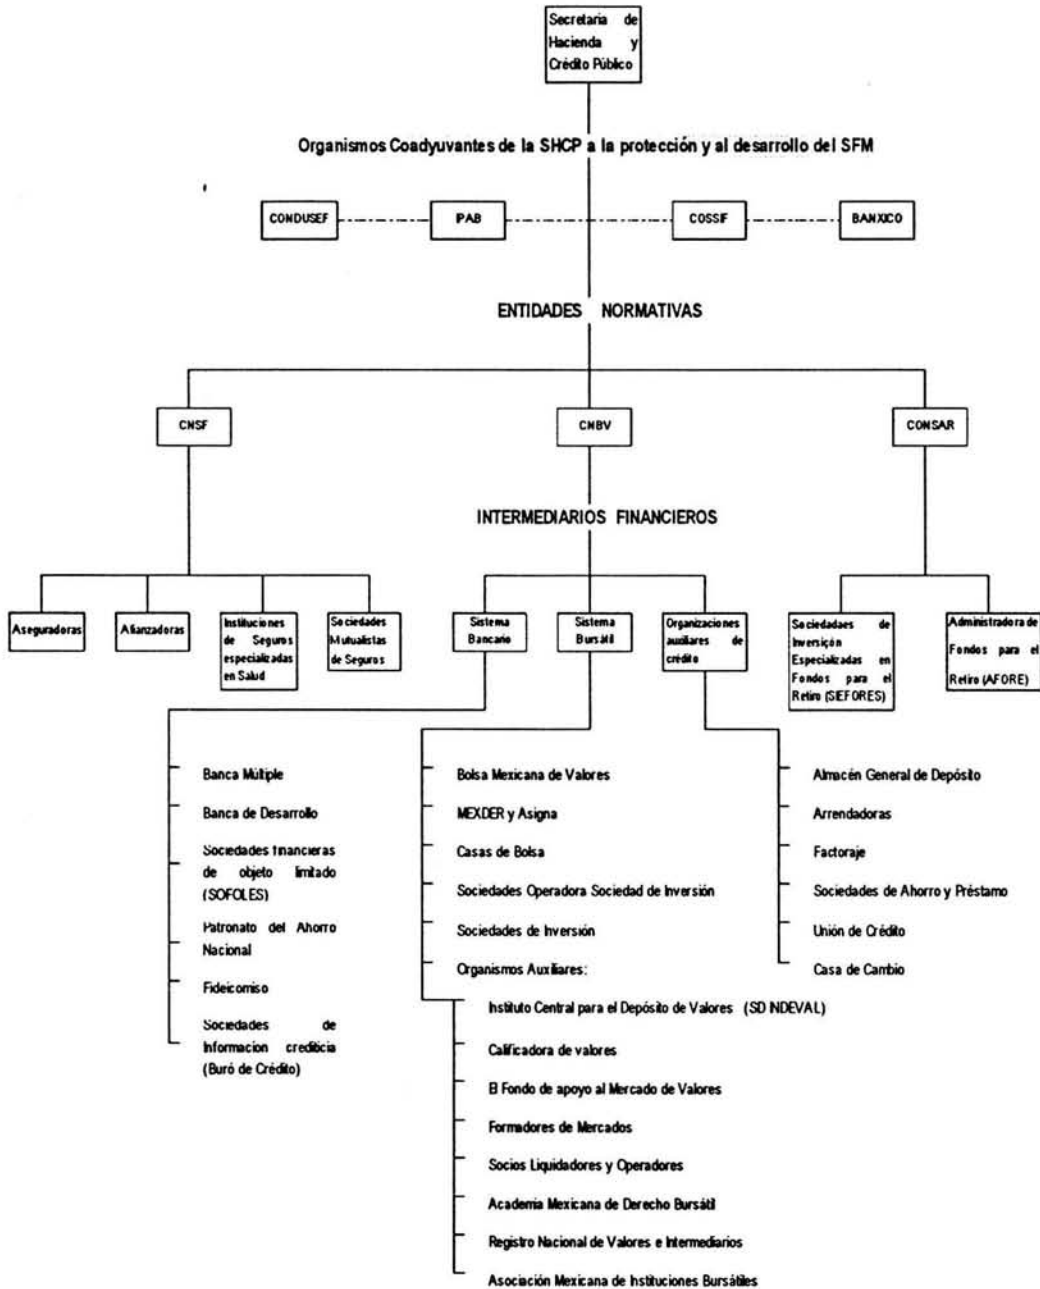 Secretaría de
Hacienda y
Crédito Público
Organismos Coadyuvantes de la SHCP a la protección y al desarrollo del SFM
CONDUSEF
IPAB
COSSIF
BANXICO
ENTIDADES NORMATIVAS
CNSF
CNBV
CONSAR
INTERMEDIARIOS FINANCIEROS
Aseguradoras
Afianzadoras
Instituciones
de Seguros
especializadas
en Salud
Sociedades
Mutualistas
de Seguros
Sistema
Bancario
Sistema
Bursátil
Organizaciones
auxiliares de
crédito
Sociedadaes de
Inversiçón
Especializadas en
Fondos para el
Retiro (SIEFORES)
Administradora de
Fondos para el
Retiro (AFORE)
Banca Múltiple
Banca de Desarrollo
Sociedades financieras
de objeto limitado
(SOFOLES)
Patronato del Ahorro
Nacional
Fideicomiso
Sociedades de
Informacion crediticia
(Buró de Crédito)
Bolsa Mexicana de Valores
MEXDER y Asigna
Casas de Bolsa
Sociedades Operadora Sociedad de Inversión
Sociedades de Inversión
Organismos Auxiliares:
Instituto Central para el Depósito de Valores (SD INDEVAL)
Calificadora de valores
El Fondo de apoyo al Mercado de Valores
Formadores de Mercados
Socios Liquidadores y Operadores
Academia Mexicana de Derecho Bursátil
Registro Nacional de Valores e Intermediarios
Asociación Mexicana de Instituciones Bursátiles
Almacén General de Depósito
Arrendadoras
Factoraje
Sociedades de Ahorro y Préstamo
Unión de Crédito
Casa de Cambio